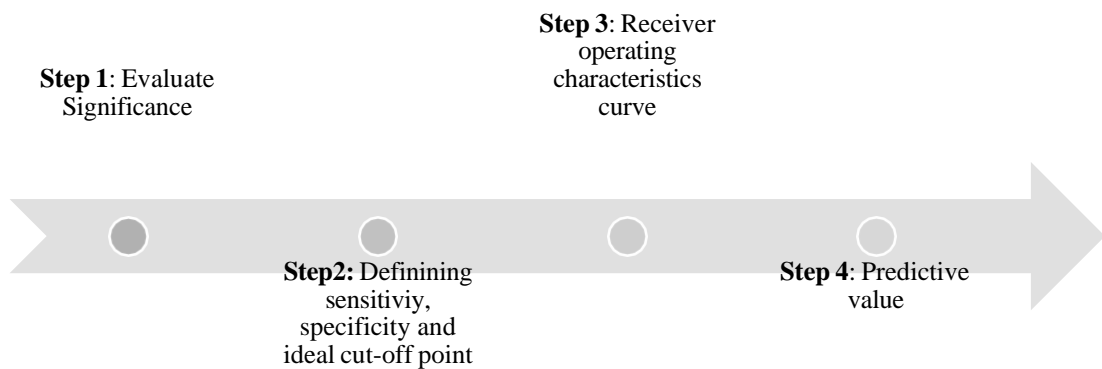 Step 1: Evaluate
Significance
Step2: Definining
sensitiviy,
specificity and
ideal cut-off point
Step 3: Receiver
operating
characteristics
curve
Step 4: Predictive
value